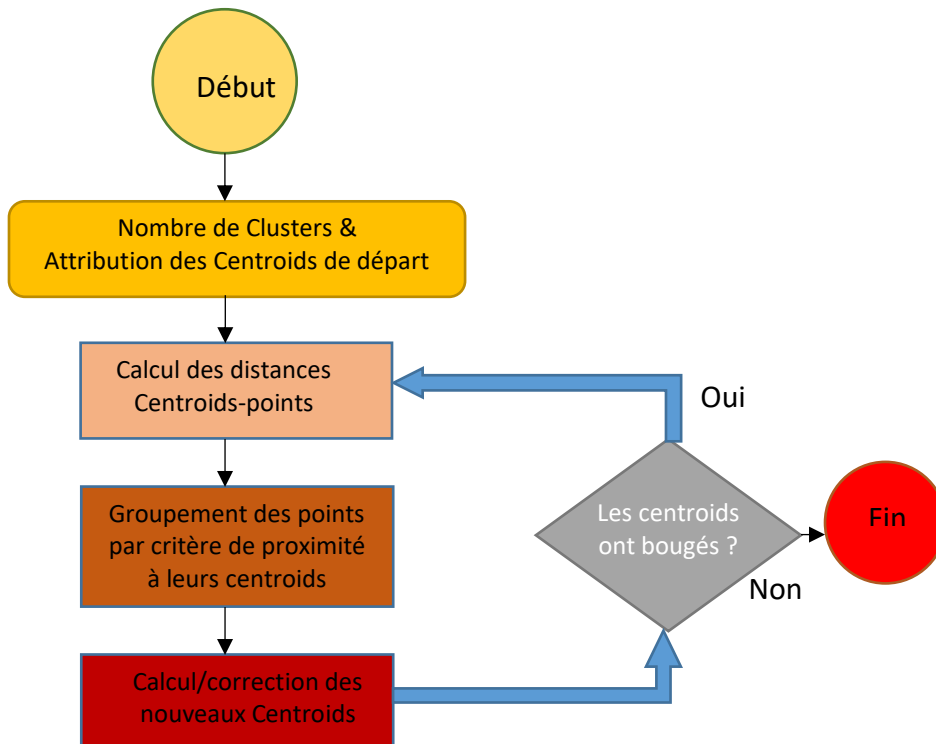 Début
Nombre de Clusters &
Attribution des Centroids de départ
Calcul des distances
Centroids-points
Oui
Groupement des points
par critère de proximité
à leurs centroids
Les centroids
ont bougés ?
Fin
Non
Calcul/correction des
nouveaux Centroids